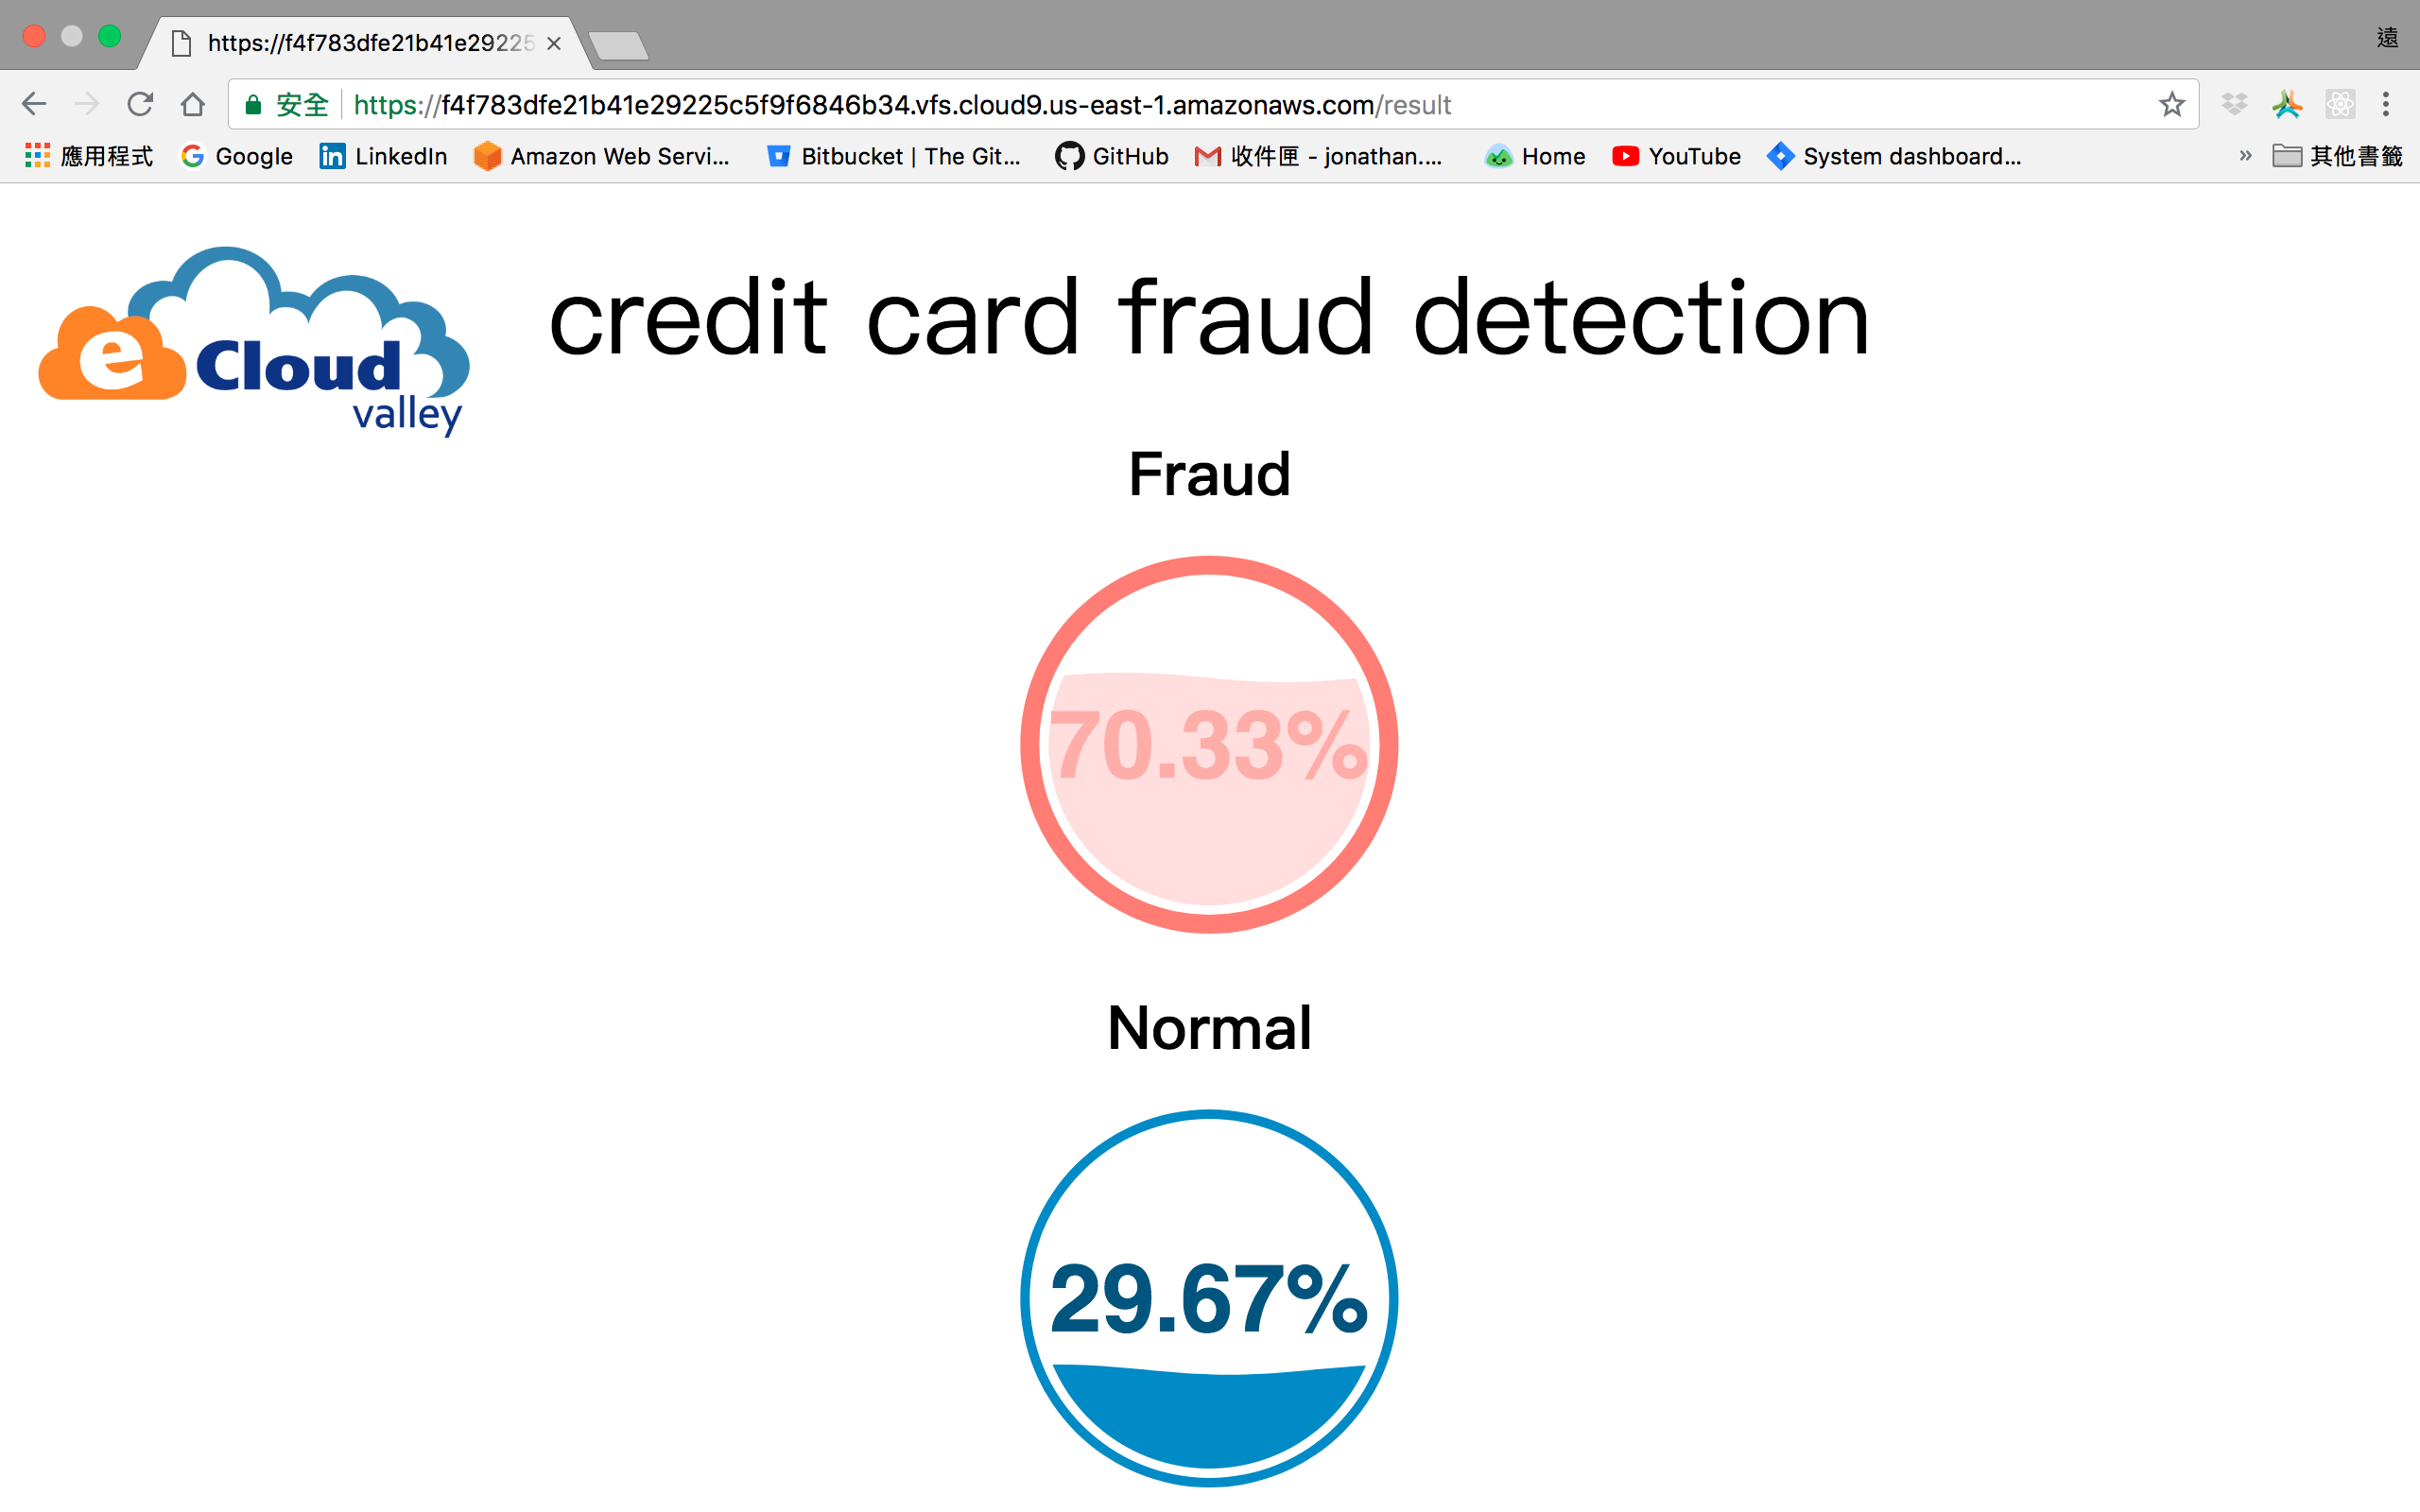 https://f4f783dfe21b41e29225
遠
安全 https://f4f783dfe21b41e29225c5f9f6846b34.vfs.cloud9.us-east-1.amazonaws.com/result
應用程式 Google LinkedIn Amazon Web Servi... Bitbucket | The Git... GitHub 收件匣 - jonathan.... Home YouTube System dashboard... » 其他書籤
e Cloud
valley
credit card fraud detection
Fraud
70.33%
Normal
29.67%